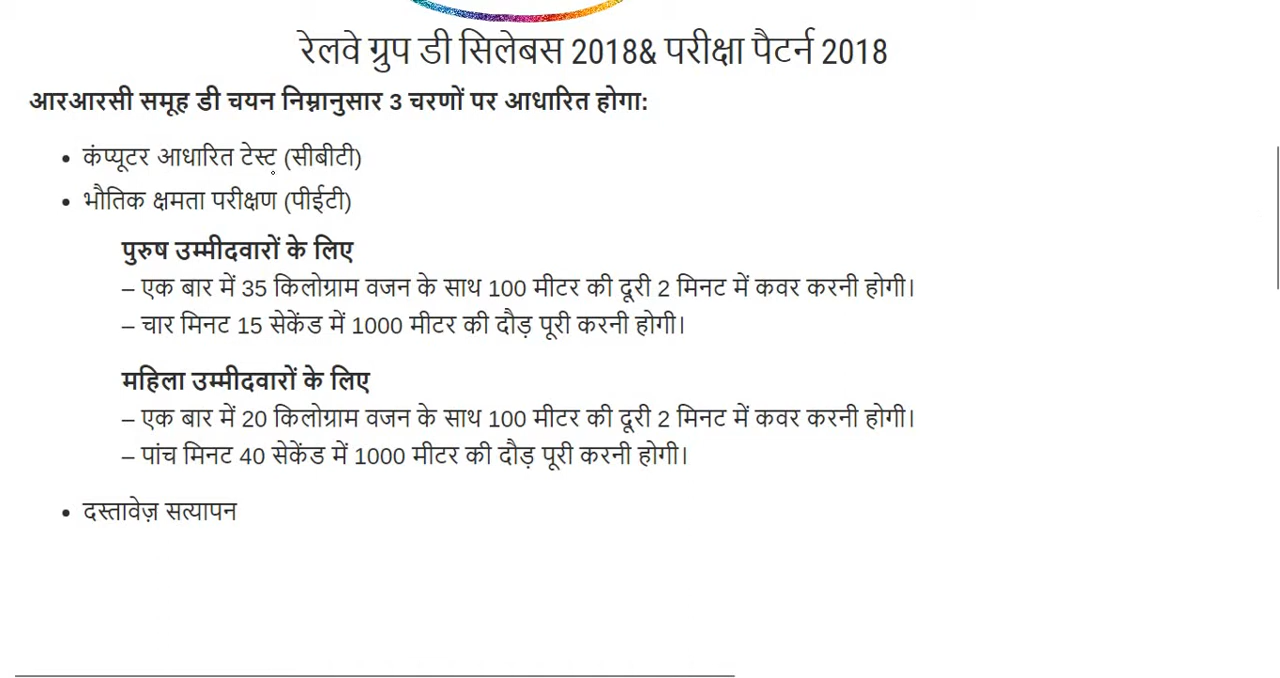 रेलवे ग्रुप डी सिलेबस 2018& परीक्षा पैटर्न 2018
आरआरसी समूह डी चयन निम्नानुसार 3 चरणों पर आधारित होगा:
• कंप्यूटर आधारित टेस्ट (सीबीटी)
• भौतिक क्षमता परीक्षण (पीईटी)
पुरुष उम्मीदवारों के लिए
– एक बार में 35 किलोग्राम वजन के साथ 100 मीटर की दूरी 2 मिनट में कवर करनी होगी।
– चार मिनट 15 सेकेंड में 1000 मीटर की दौड़ पूरी करनी होगी।
महिला उम्मीदवारों के लिए
– एक बार में 20 किलोग्राम वजन के साथ 100 मीटर की दूरी 2 मिनट में कवर करनी होगी।
– पांच मिनट 40 सेकेंड में 1000 मीटर की दौड़ पूरी करनी होगी।
• दस्तावेज़ सत्यापन